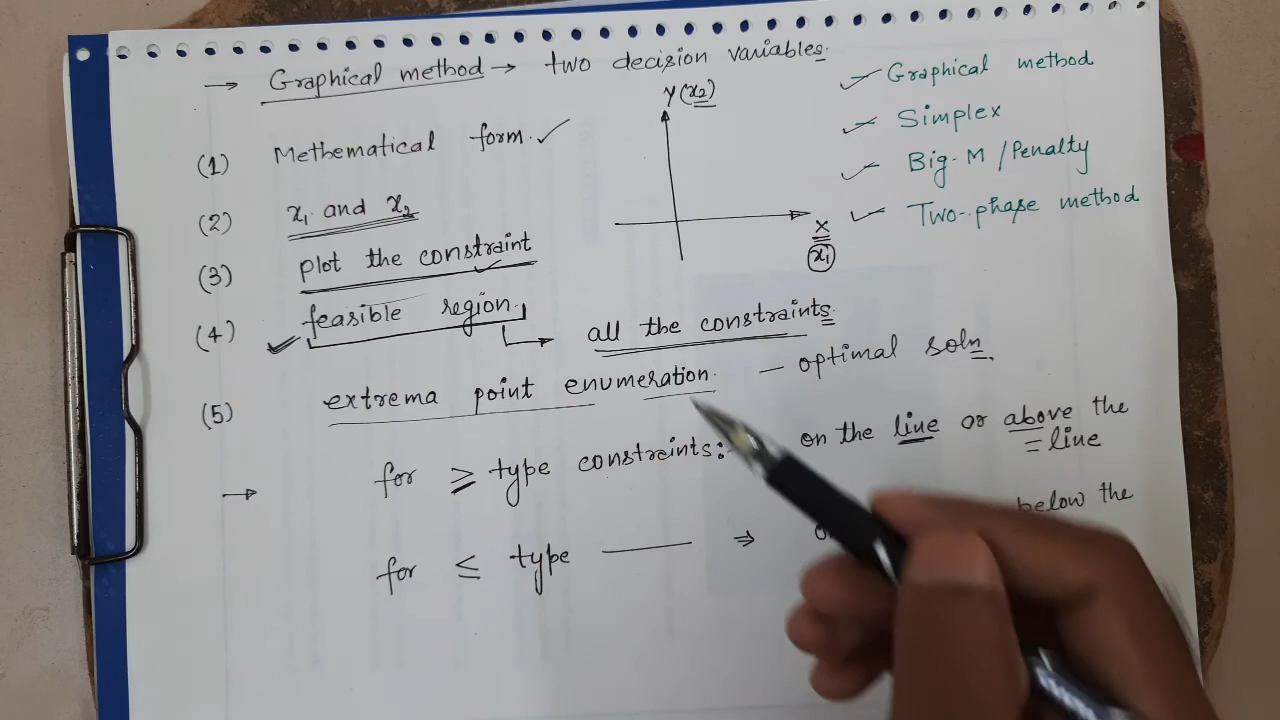 → Graphical method → two decision variables.
(1) Methematical form. ✓
(2) x₁ and x₂
(3) plot the constraint
(4) feasible region. → all the constraints
(5) extrema point enumeration. — optimal soln.
→ for ≥ type constraints:- on the line or above the
line
for ≤ type —— ⇒ below the
Y(x₂)
X
(x₁)
✓ Graphical method
✓ Simplex
✓ Big-M / Penalty
✓ Two-phase method